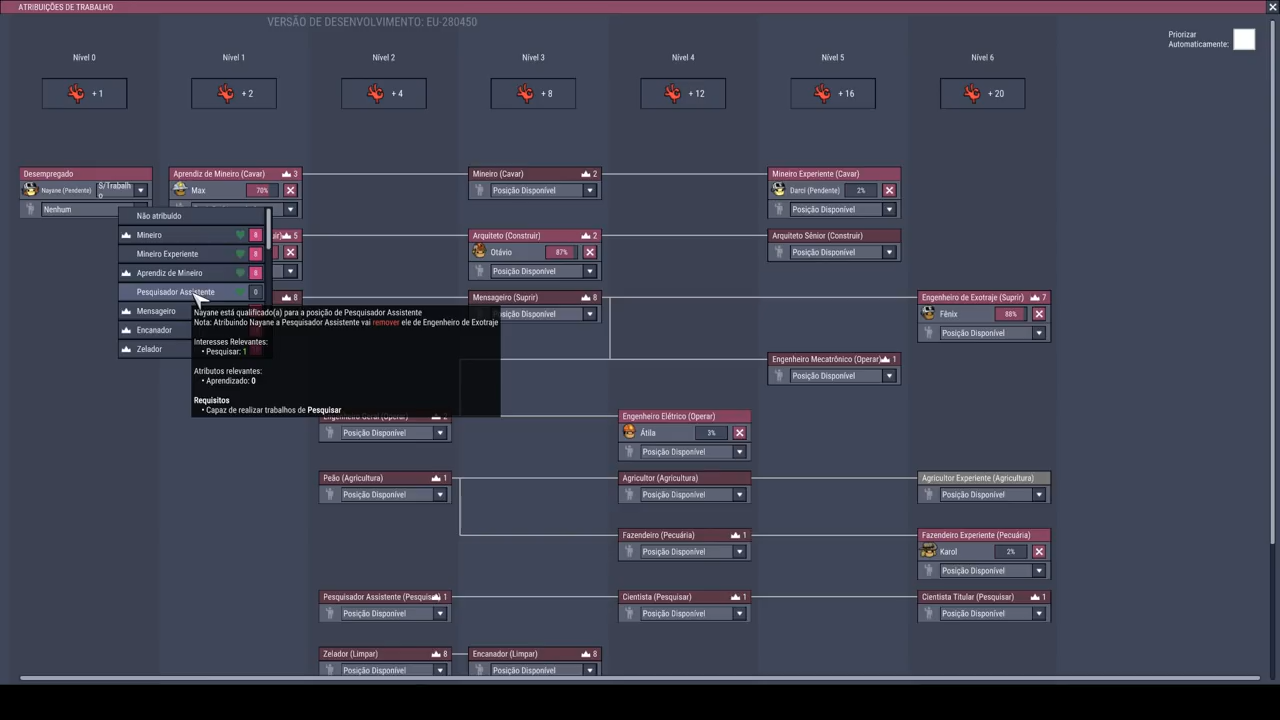 ATRIBUIÇÕES DE TRABALHO
VERSÃO DE DESENVOLVIMENTO: EU-280450
Priorizar
Automaticamente:
Nível 0
Nível 1
Nível 2
Nível 3
Nível 4
Nível 5
Nível 6
+ 1
+ 2
+ 4
+ 8
+ 12
+ 16
+ 20
Desempregado
Nayane (Pendente)
S/Trabalh
o
Nenhum
Aprendiz de Mineiro (Cavar) 3
Max 70%
Mineiro (Cavar) 2
Posição Disponível
Mineiro Experiente (Cavar)
Darci (Pendente) 2%
Posição Disponível
Não atribuído
Mineiro 8
Mineiro Experiente 8
Aprendiz de Mineiro 8
Pesquisador Assistente 0
Mensageiro
Encanador
Zelador
5
Arquiteto (Construir) 2
Otávio 87%
Posição Disponível
Arquiteto Sênior (Construir)
Posição Disponível
8
Mensageiro (Suprir) 8
Posição Disponível
Engenheiro de Exotraje (Suprir) 7
Fênix 88%
Posição Disponível
Nayane está qualificado(a) para a posição de Pesquisador Assistente
Nota: Atribuindo Nayane a Pesquisador Assistente vai remover ele de Engenheiro de Exotraje
Interesses Relevantes:
• Pesquisar: 1
Atributos relevantes:
• Aprendizado: 0
Requisitos
• Capaz de realizar trabalhos de Pesquisar
Engenheiro Mecatrônico (Operar) 1
Posição Disponível
Engenheiro Geral (Operar) 2
Posição Disponível
Engenheiro Elétrico (Operar)
Átila 3%
Posição Disponível
Peão (Agricultura) 1
Posição Disponível
Agricultor (Agricultura)
Posição Disponível
Agricultor Experiente (Agricultura)
Posição Disponível
Fazendeiro (Pecuária) 1
Posição Disponível
Fazendeiro Experiente (Pecuária)
Karol 2%
Posição Disponível
Pesquisador Assistente (Pesquisar) 1
Posição Disponível
Cientista (Pesquisar) 1
Posição Disponível
Cientista Titular (Pesquisar) 1
Posição Disponível
Zelador (Limpar) 8
Posição Disponível
Encanador (Limpar) 8
Posição Disponível